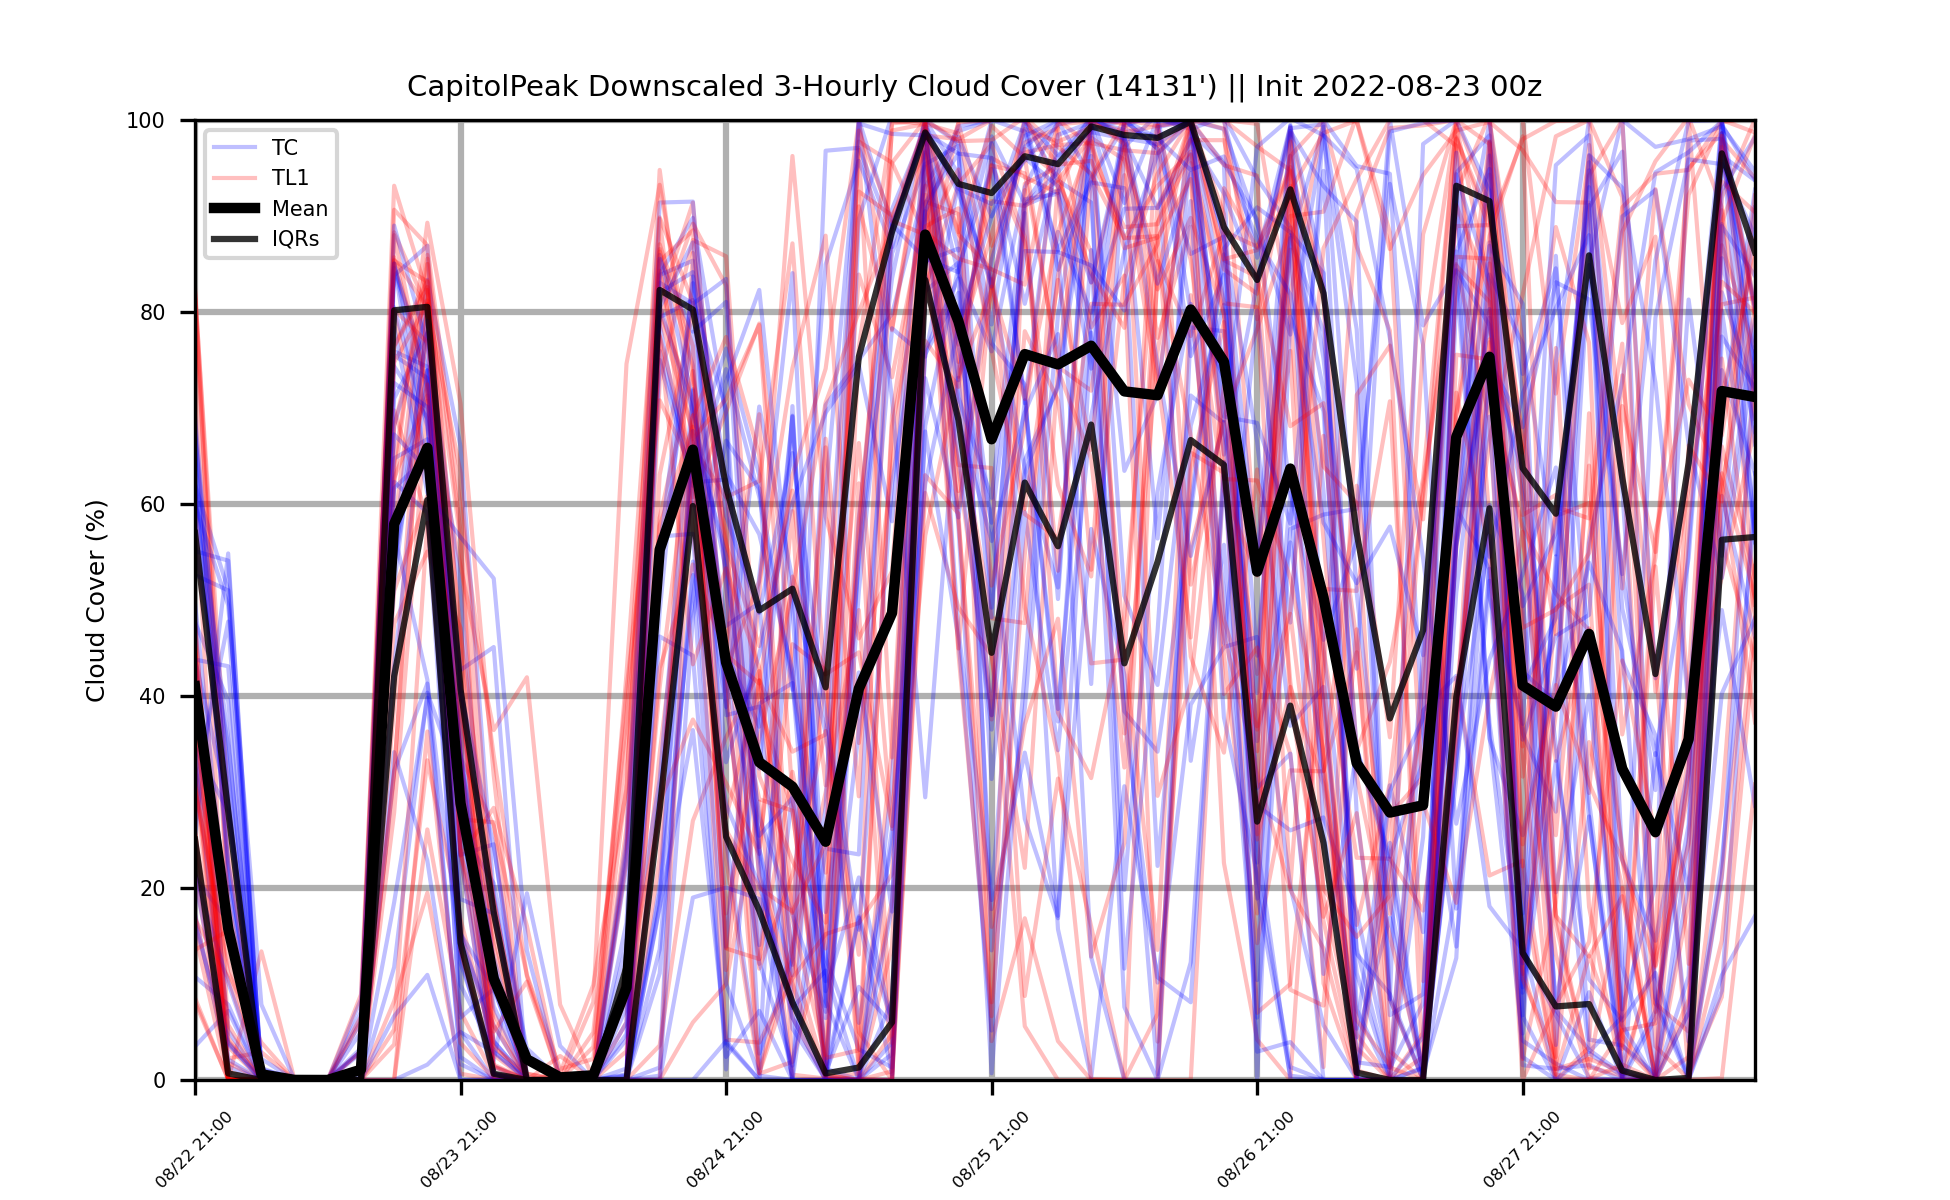 CapitolPeak Downscaled 3-Hourly Cloud Cover (14131') || Init 2022-08-23 00z
100
80
60
40
20
0
Cloud Cover (%)
TC
TL1
Mean
IQRs
08/22 21:00
08/23 21:00
08/24 21:00
08/25 21:00
08/26 21:00
08/27 21:00